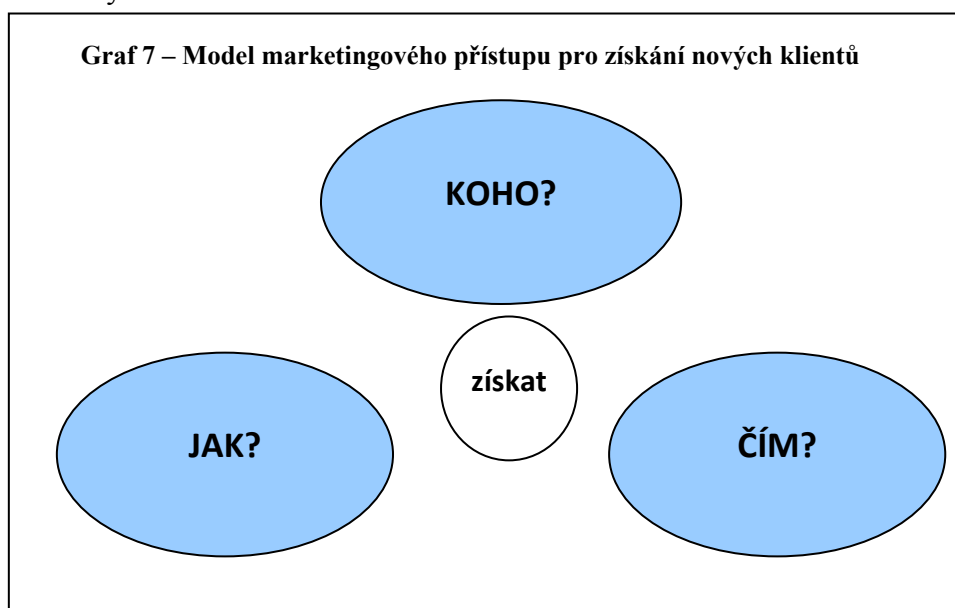 Graf 7 – Model marketingového přístupu pro získání nových klientů
KOHO?
získat
JAK?
ČÍM?